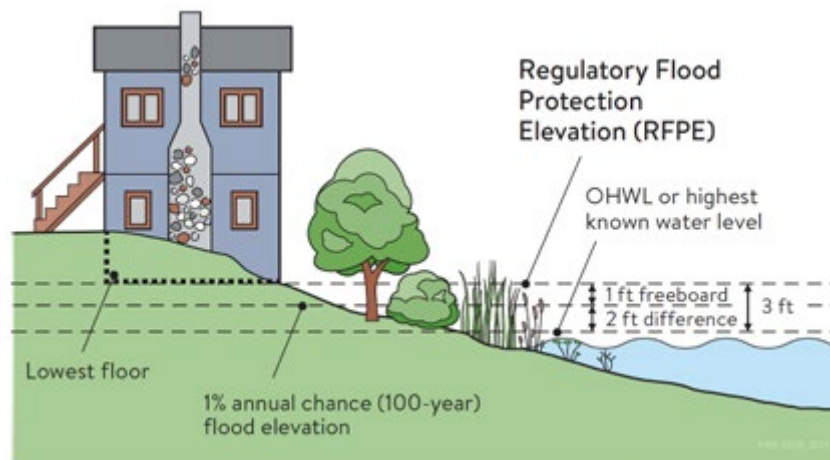 Regulatory Flood
Protection
Elevation (RFPE)
OHWL or highest
known water level
1 ft freeboard
2 ft difference
3 ft
Lowest floor
1% annual chance (100-year)
flood elevation